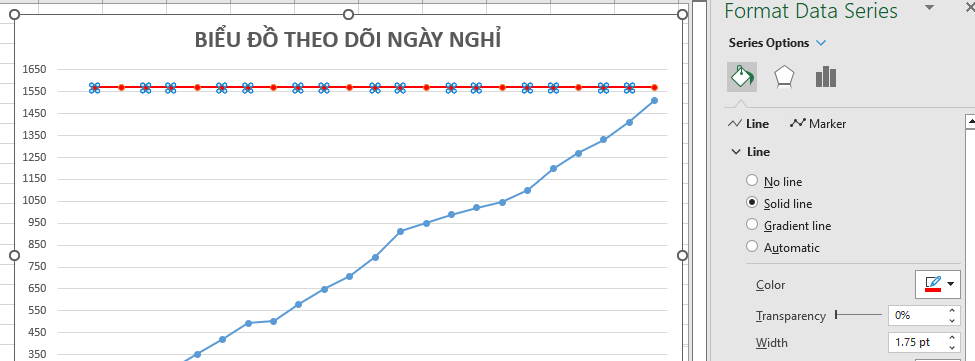 BIỂU ĐỒ THEO DÕI NGÀY NGHỈ
1650
1550
1450
1350
1250
1150
1050
950
850
750
650
550
450
350
Format Data Series
Series Options
Line
Marker
Line
No line
Solid line
Gradient line
Automatic
Color
Transparency
0%
Width
1.75 pt